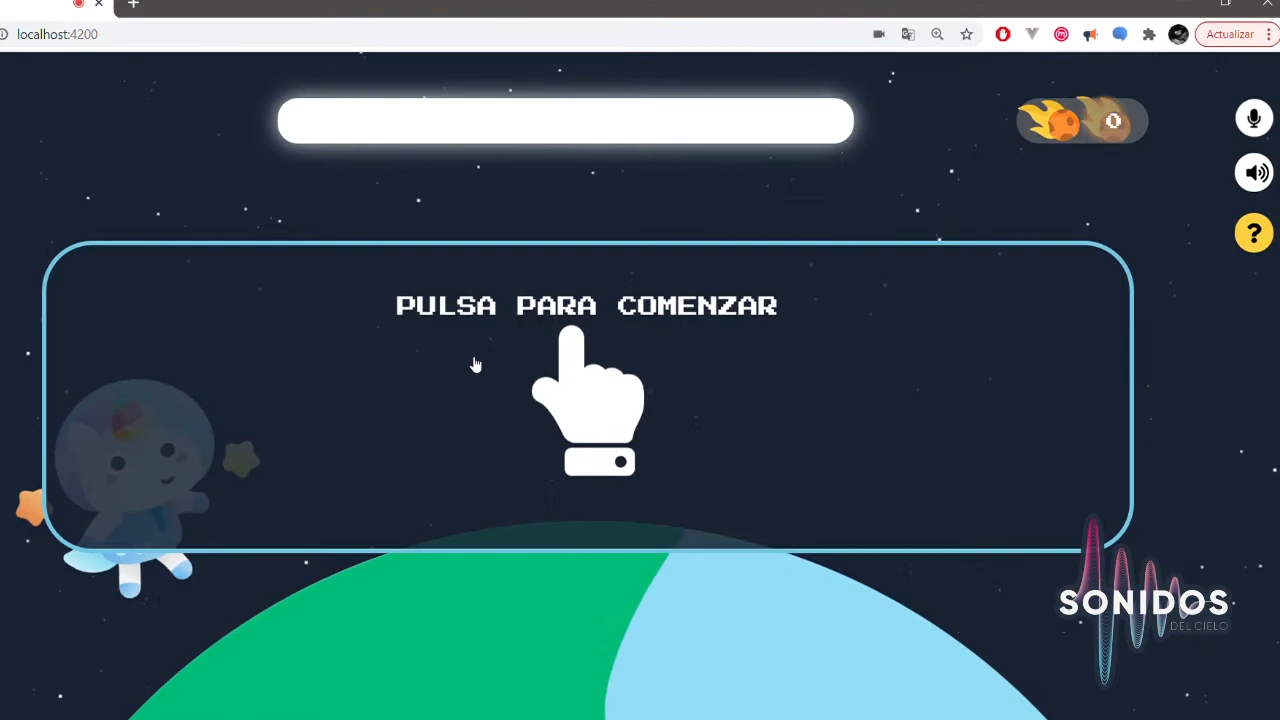 localhost:4200
Actualizar
0
?
PULSA PARA COMENZAR
SONIDOS
DEL CIELO